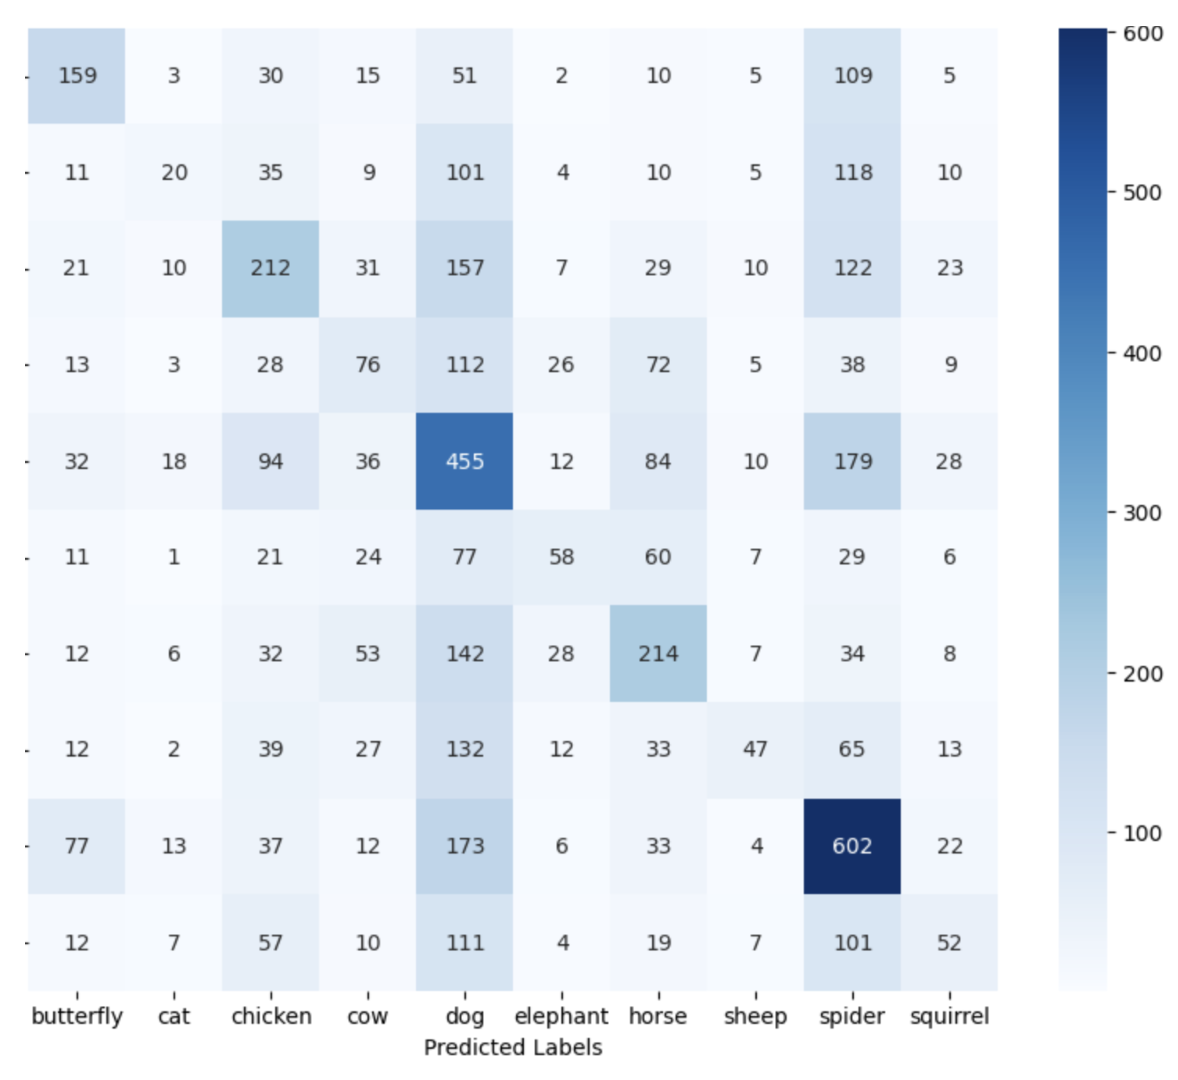 159 3 30 15 51 2 10 5 109 5
11 20 35 9 101 4 10 5 118 10
21 10 212 31 157 7 29 10 122 23
13 3 28 76 112 26 72 5 38 9
32 18 94 36 455 12 84 10 179 28
11 1 21 24 77 58 60 7 29 6
12 6 32 53 142 28 214 7 34 8
12 2 39 27 132 12 33 47 65 13
77 13 37 12 173 6 33 4 602 22
12 7 57 10 111 4 19 7 101 52
butterfly cat chicken cow dog elephant horse sheep spider squirrel
Predicted Labels
600
500
400
300
200
100